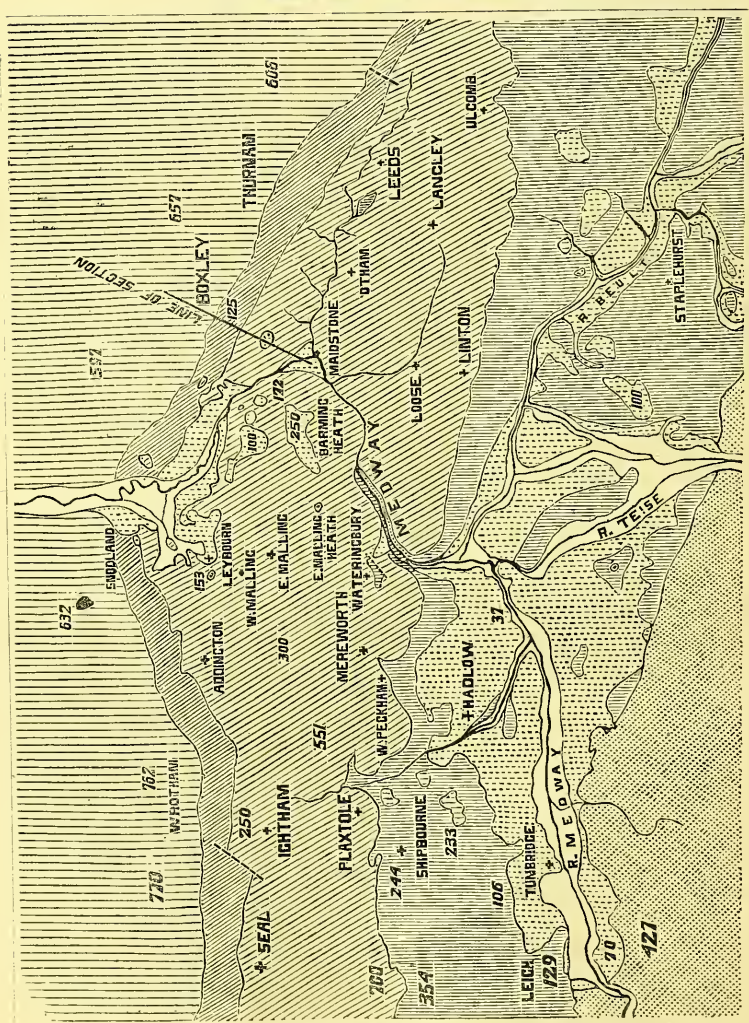 770
762
WROTHAM
632
SNODLAND
592
657
608
BOXLEY
THURNAM
LINE OF SECTION
125
SEAL
250
IGHTHAM
ADDINGTON
153
LEYBOURN
W. MALLING
E. MALLING
300
E. MALLING
HEATH
100
172
250
BARMING
HEATH
MAIDSTONE
OTHAM
LEEDS
LANGLEY
ULCOMB
551
PLAXTOLE
MEREWORTH
WATERINGBURY
MEDWAY
LOOSE
LINTON
W. PECKHAM
700
354
244
SHIPBOURNE
233
HADLOW
37
R. BEULT
STAPLEHURST
100
R. TEISE
106
LEIGH
129
TUNBRIDGE
R. MEDWAY
70
427